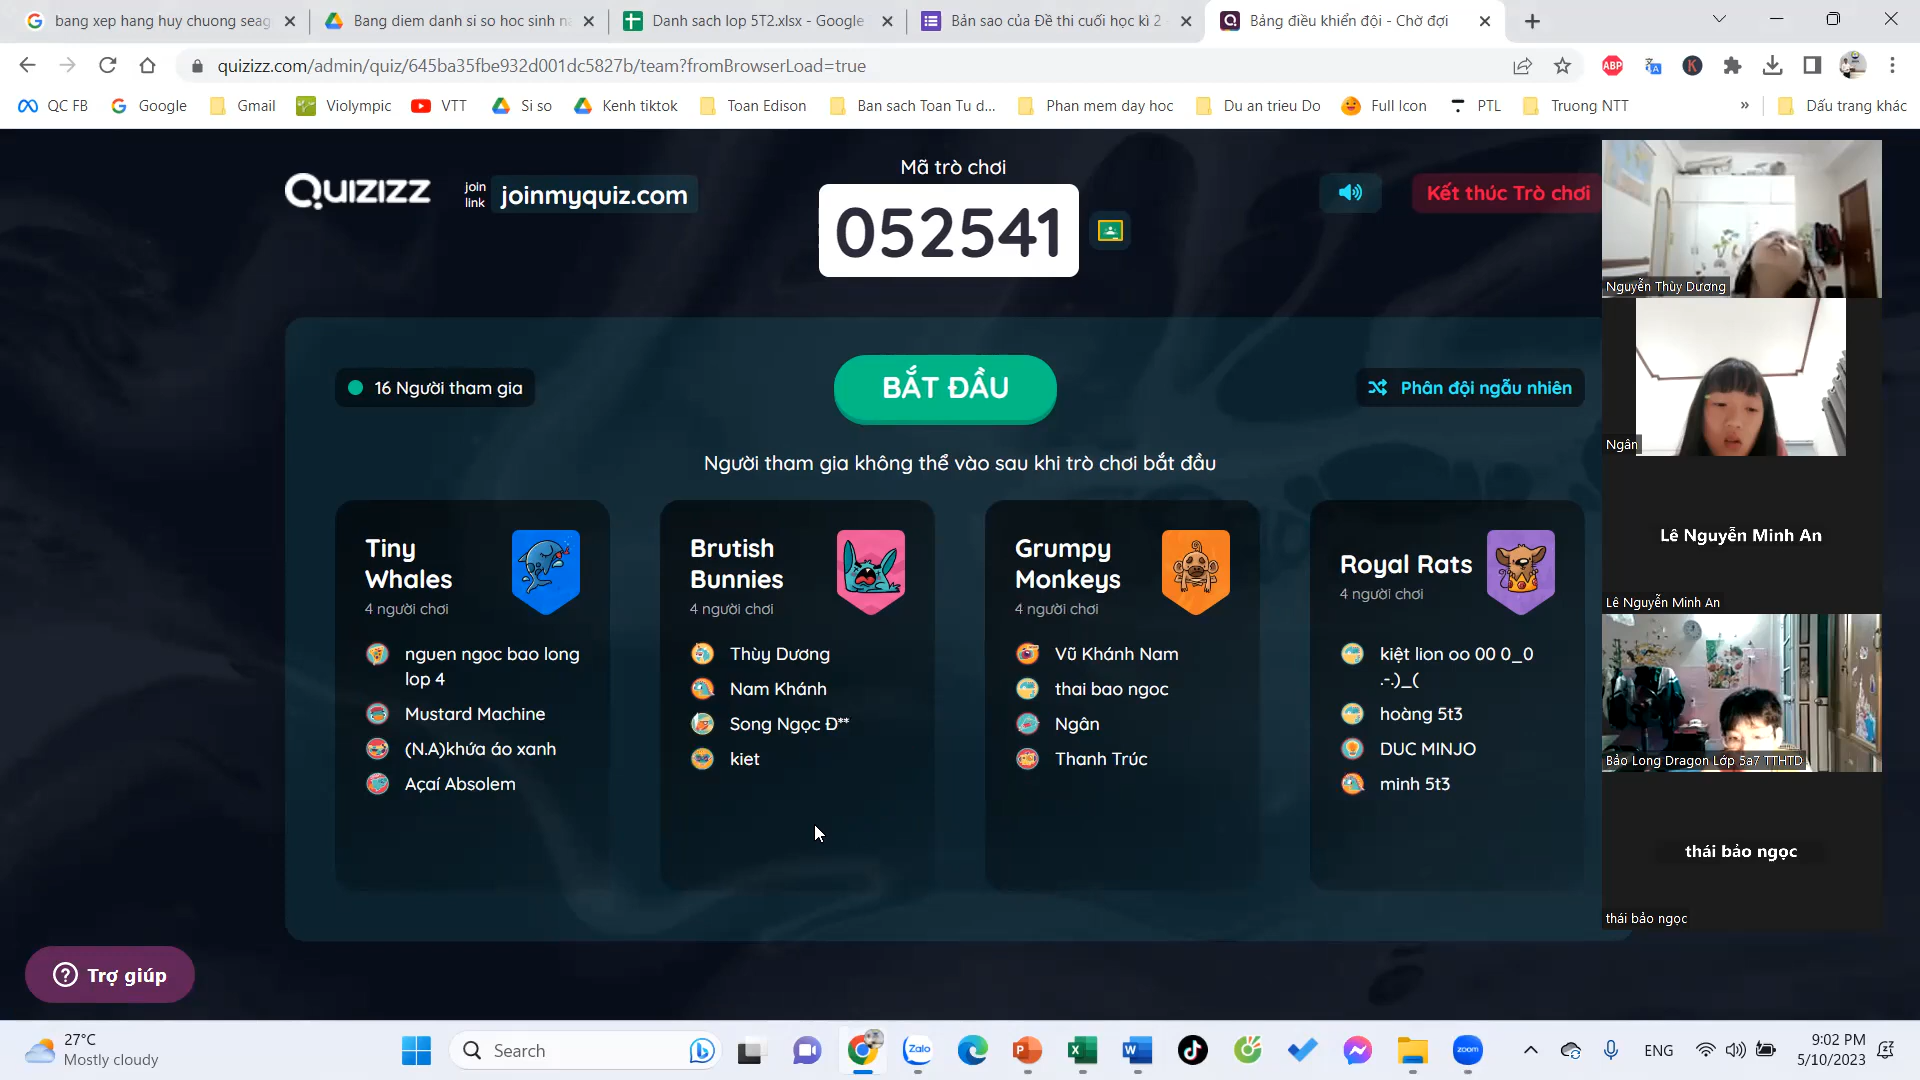 bang xep hang huy chuong seag
Bang diem danh si so hoc sinh n
Danh sach lop 5T2.xlsx - Google
Bản sao của Đề thi cuối học kì 2
Bảng điều khiển đội - Chờ đợi
quizizz.com/admin/quiz/645ba35fbe932d001dc5827b/team?fromBrowserLoad=true
ABP
K
QC FB
Google
Gmail
Violympic
VTT
Si so
Kenh tiktok
Toan Edison
Ban sach Toan Tu d...
Phan mem day hoc
Du an trieu Do
Full Icon
PTL
Truong NTT
»
Dấu trang khác
Quizizz
join link
joinmyquiz.com
Mã trò chơi
052541
Kết thúc Trò chơi
16 Người tham gia
BẮT ĐẦU
Phân đội ngẫu nhiên
Người tham gia không thể vào sau khi trò chơi bắt đầu
Tiny
Whales
4 người chơi
nguen ngoc bao long
lop 4
Mustard Machine
(N.A)khứa áo xanh
Açaí Absolem
Brutish
Bunnies
4 người chơi
Thùy Dương
Nam Khánh
Song Ngọc Đ**
kiet
Grumpy
Monkeys
4 người chơi
Vũ Khánh Nam
thai bao ngoc
Ngân
Thanh Trúc
Royal Rats
4 người chơi
kiệt lion oo 00 0_0
.-.)_(
hoàng 5t3
DUC MINJO
minh 5t3
Nguyễn Thùy Dương
Ngân
Lê Nguyễn Minh An
Lê Nguyễn Minh An
Bảo Long Dragon Lớp 5a7 TTHTD
thái bảo ngọc
thái bảo ngọc
Trợ giúp
27°C
Mostly cloudy
Search
Zalo
zoom
ENG
9:02 PM
5/10/2023